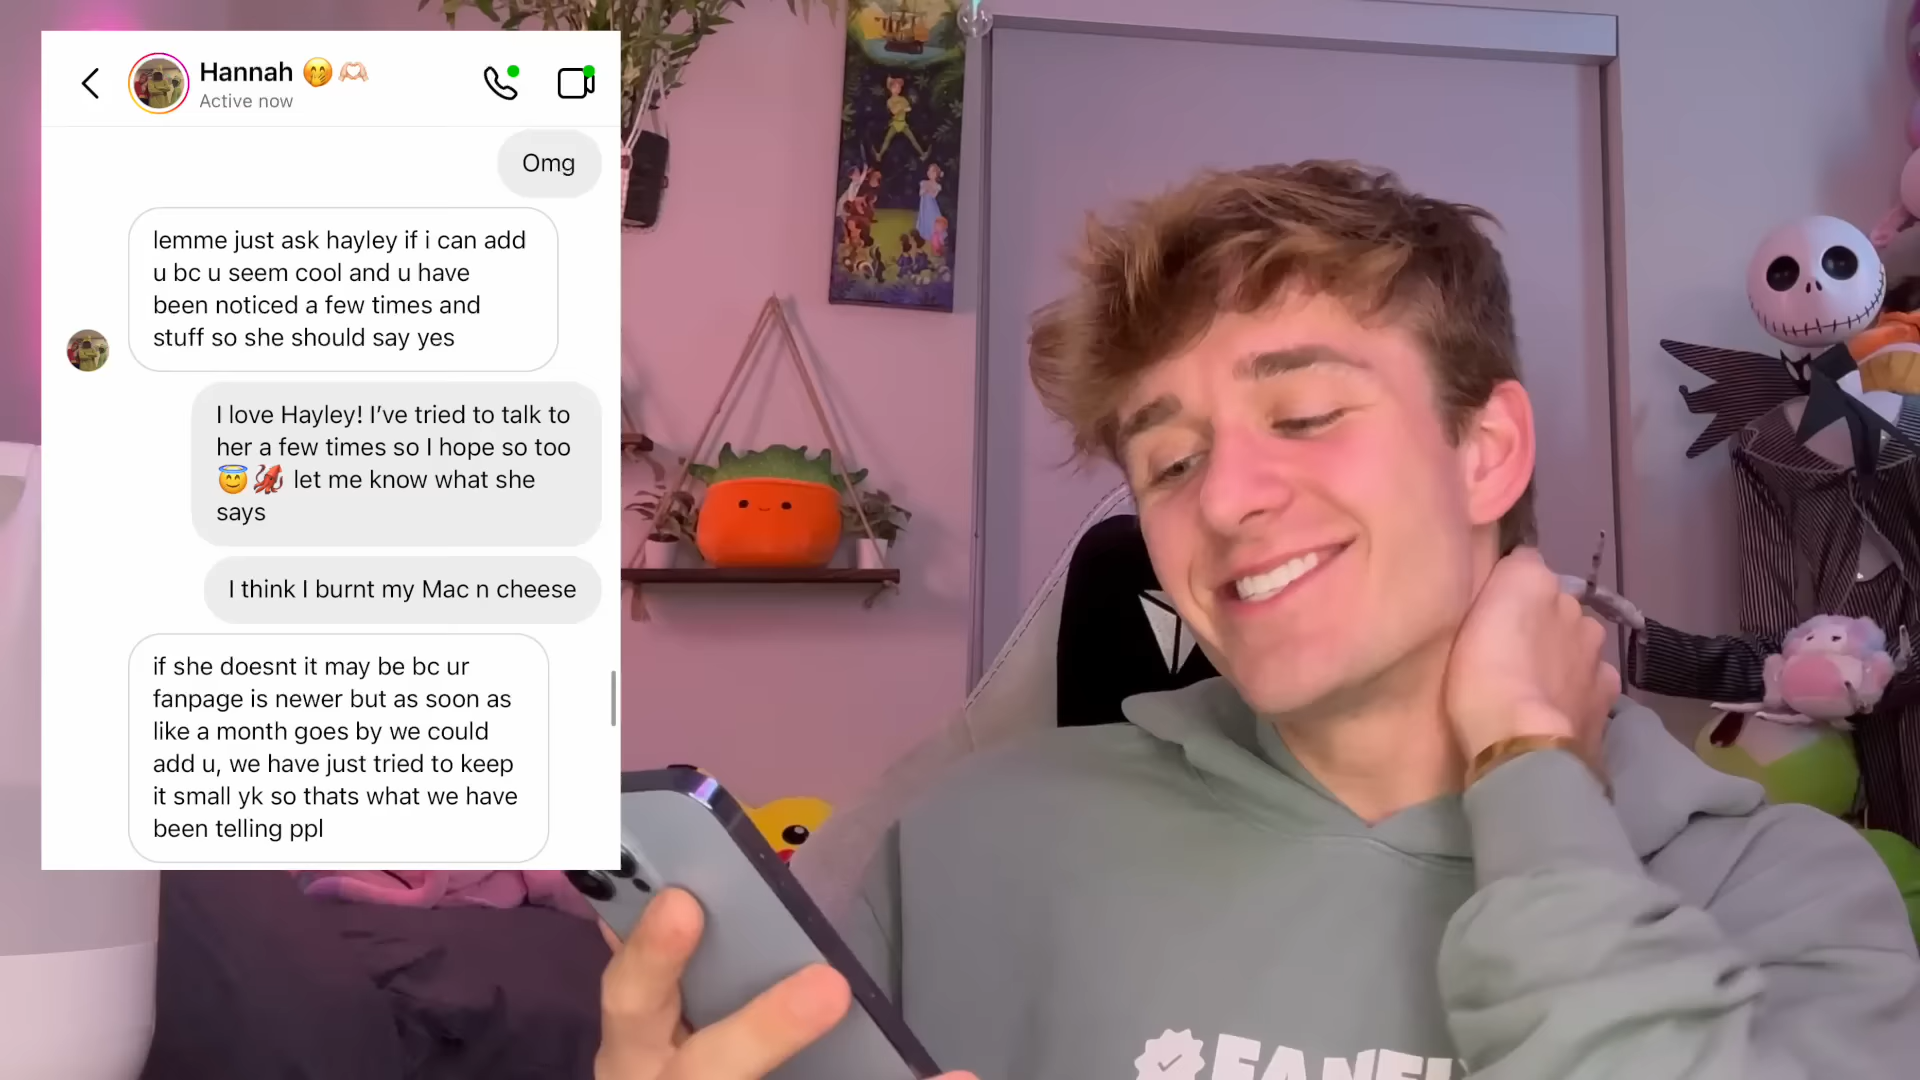 Hannah 🤭 🫶🏻
Active now
Omg
lemme just ask hayley if i can add
u bc u seem cool and u have
been noticed a few times and
stuff so she should say yes
I love Hayley! I’ve tried to talk to
her a few times so I hope so too
😇🦑 let me know what she
says
I think I burnt my Mac n cheese
if she doesnt it may be bc ur
fanpage is newer but as soon as
like a month goes by we could
add u, we have just tried to keep
it small yk so thats what we have
been telling ppl